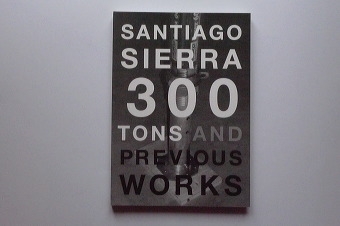 SANTIAGO
SIERRA
300
TONS AND
PREVIOUS
WORKS